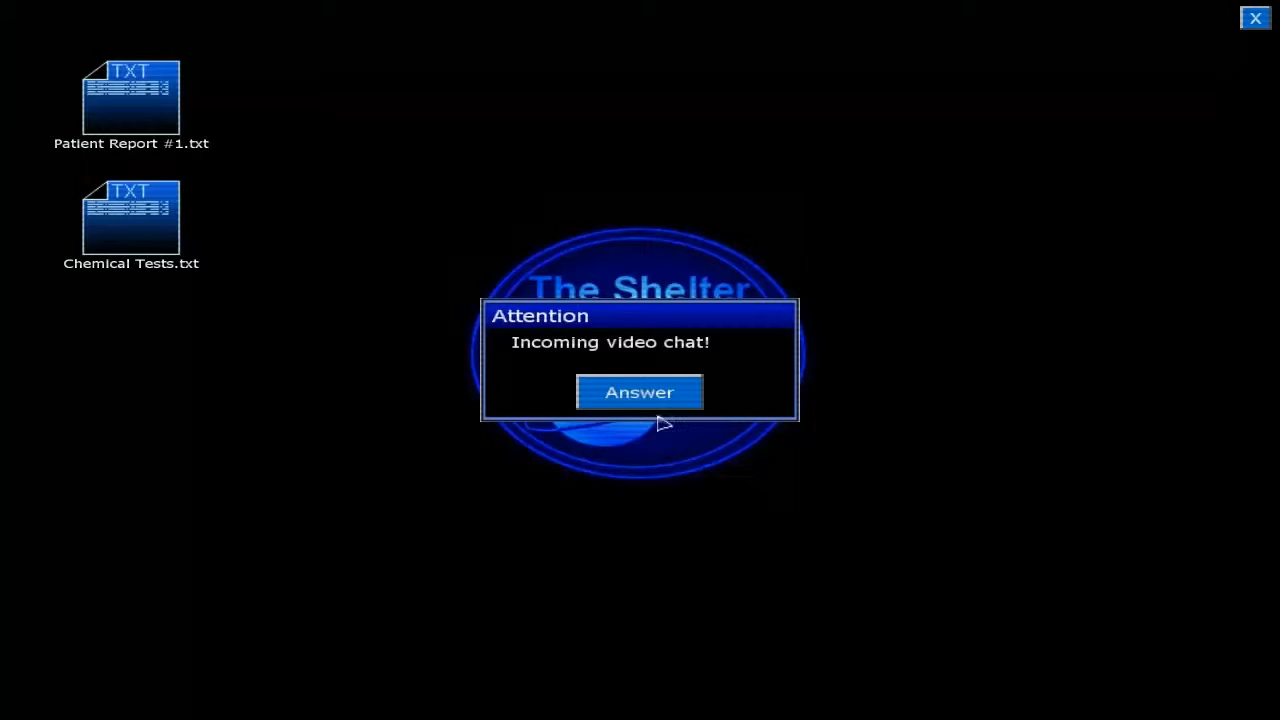 X
TXT
Patient Report #1.txt
TXT
Chemical Tests.txt
The Shelter
Attention
Incoming video chat!
Answer